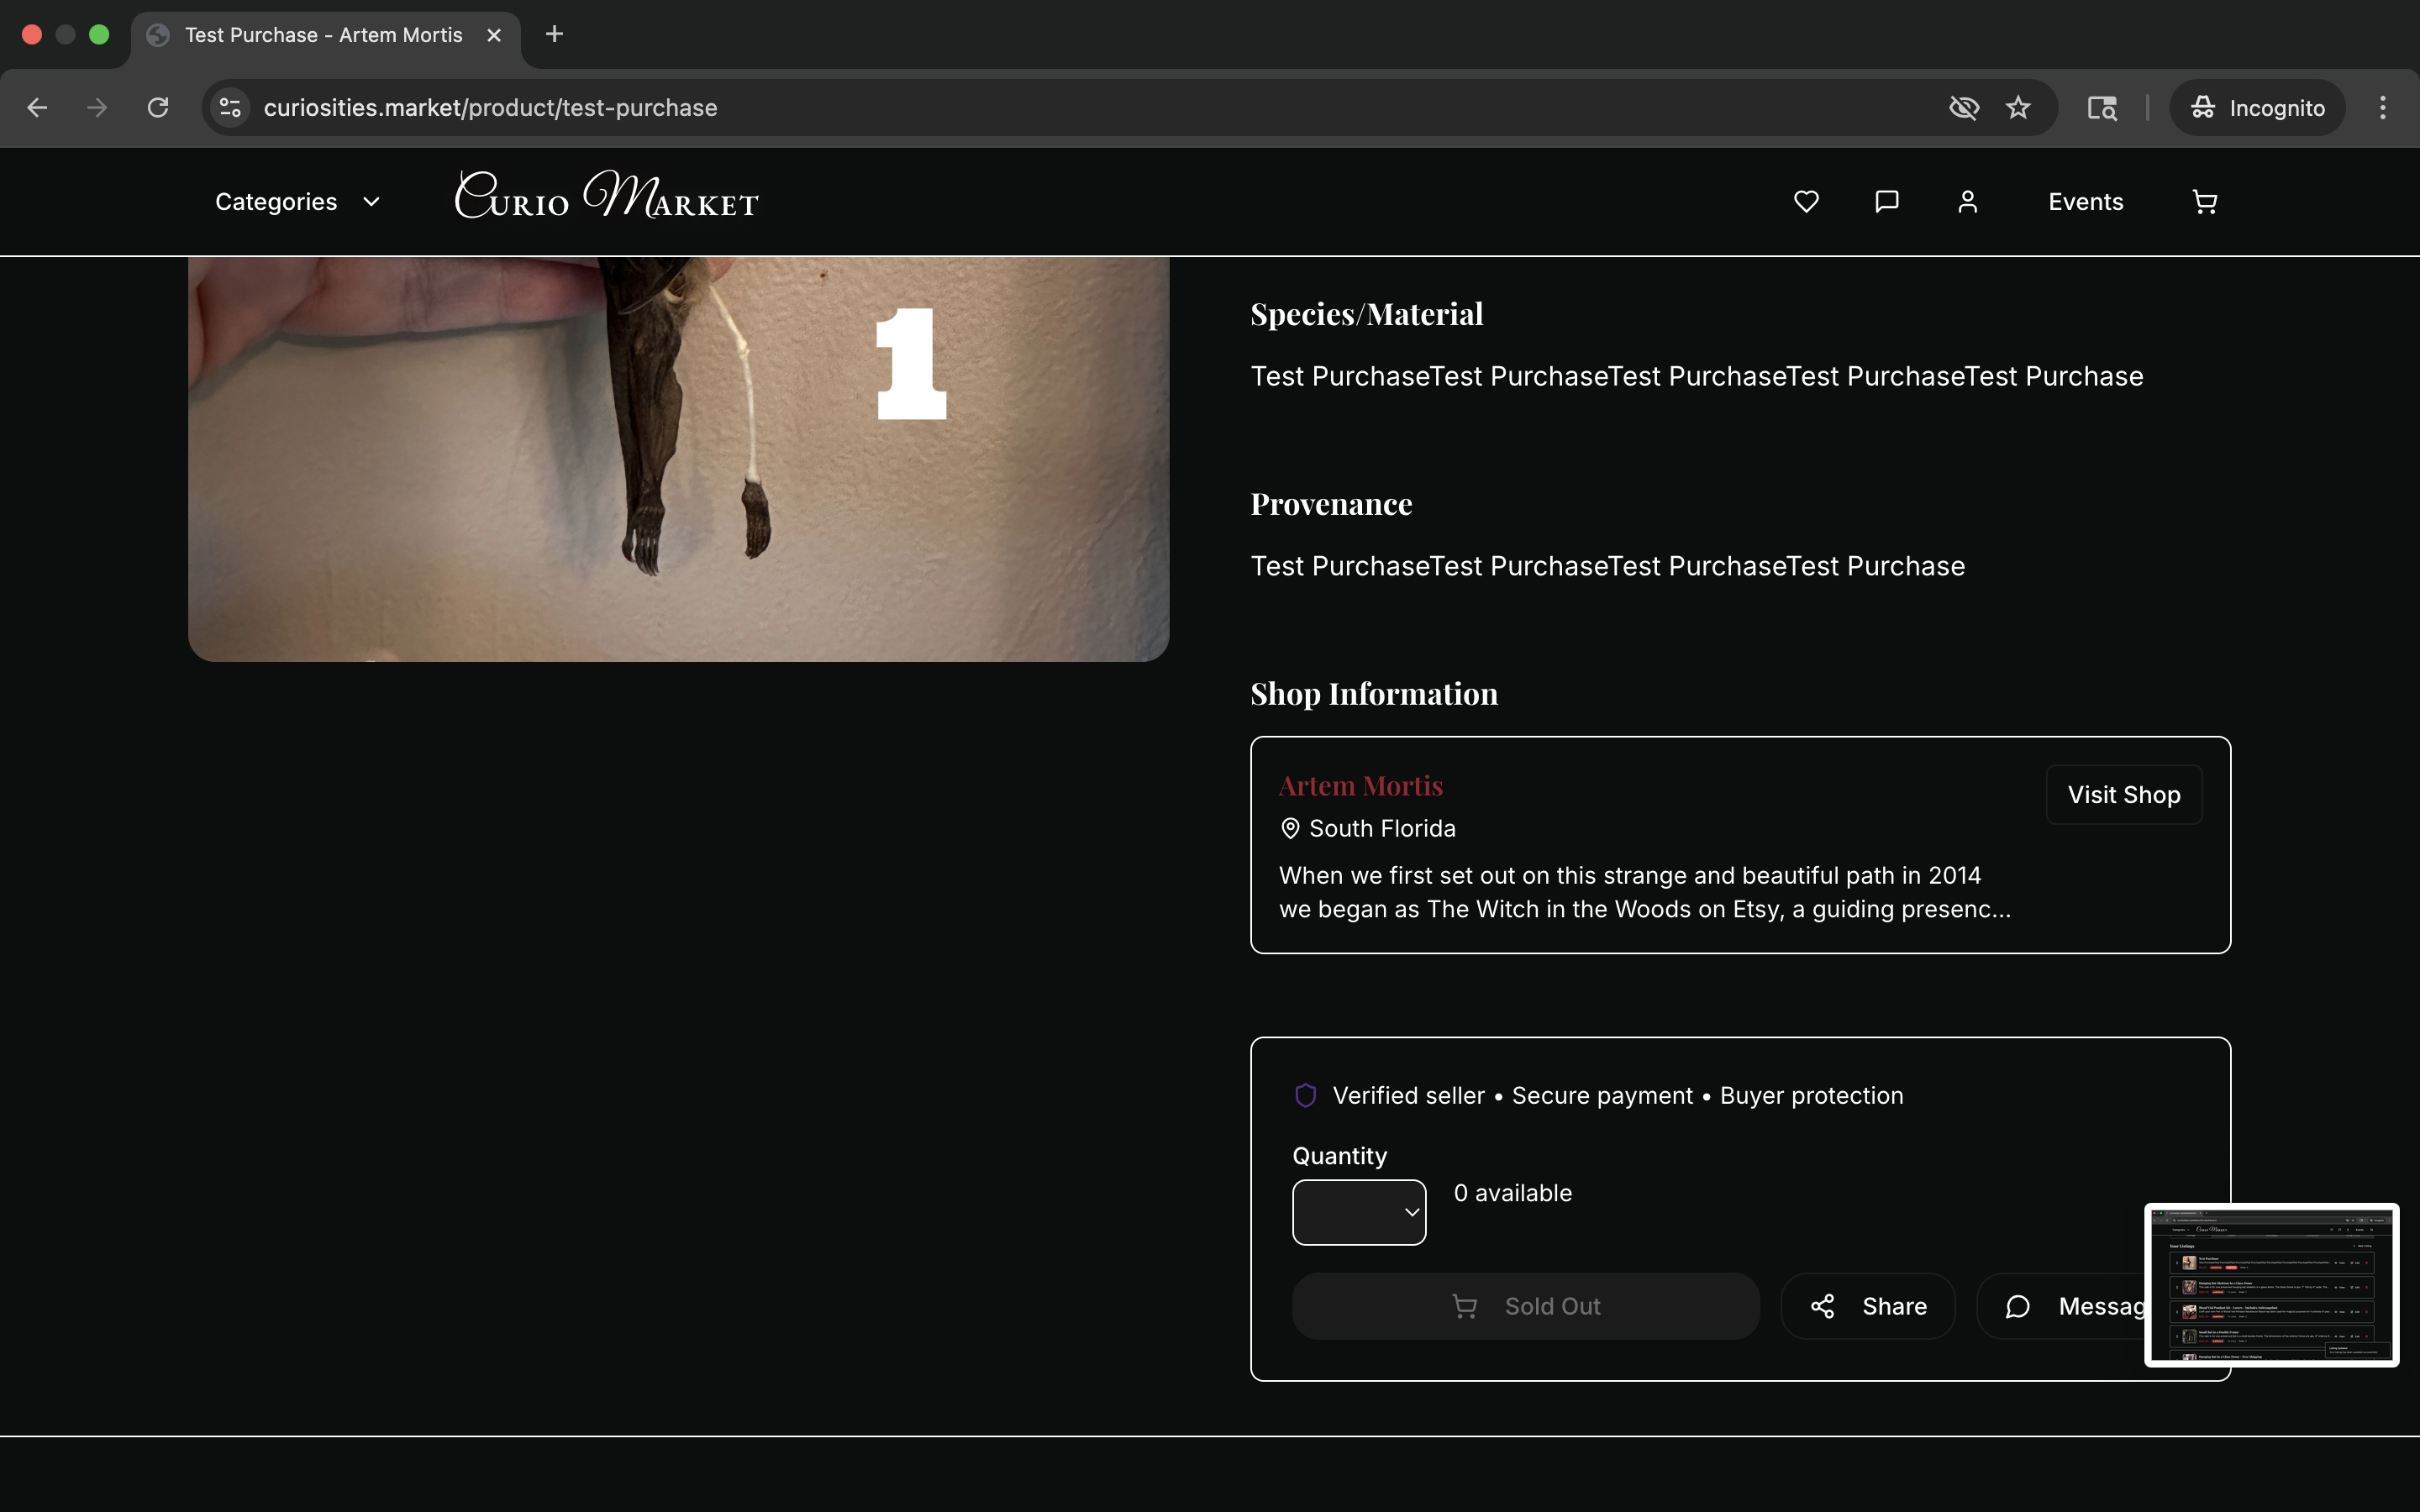 Test Purchase - Artem Mortis
curiosities.market/product/test-purchase
Incognito
Categories
Curio Market
Events
1
Species/Material
Test PurchaseTest PurchaseTest PurchaseTest PurchaseTest Purchase
Provenance
Test PurchaseTest PurchaseTest PurchaseTest Purchase
Shop Information
Artem Mortis
Visit Shop
South Florida
When we first set out on this strange and beautiful path in 2014
we began as The Witch in the Woods on Etsy, a guiding presenc...
Verified seller • Secure payment • Buyer protection
Quantity
0 available
Sold Out
Share
Messag